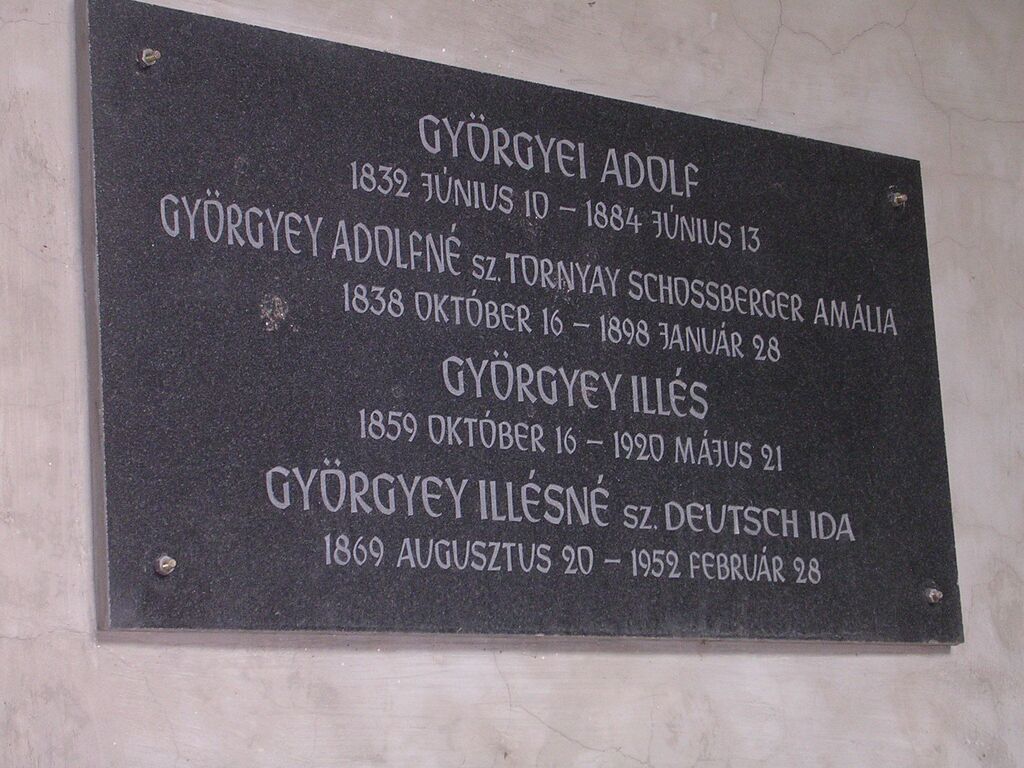 GYÖRGYEI ADOLF
1832 JÚNIUS 10 – 1884 JÚNIUS 13
GYÖRGYEY ADOLFNÉ SZ. TORNYAY SCHOSSBERGER AMÁLIA
1838 OKTÓBER 16 – 1898 JANUÁR 28
GYÖRGYEY ILLÉS
1859 OKTÓBER 16 – 1920 MÁJUS 21
GYÖRGYEY ILLÉSNÉ SZ. DEUTSCH IDA
1869 AUGUSZTUS 20 – 1952 FEBRUÁR 28